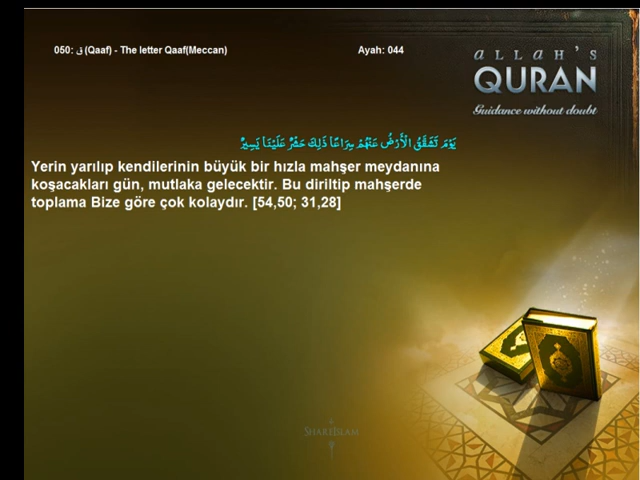 050: ق (Qaaf) - The letter Qaaf(Meccan) Ayah: 044
ALLAH'S
QURAN
Guidance without doubt
يَوْمَ تَشَقَّقُ الْأَرْضُ عَنْهُمْ سِرَاعًا ذَٰلِكَ حَشْرٌ عَلَيْنَا يَسِيرٌ
Yerin yarılıp kendilerinin büyük bir hızla mahşer meydanına
koşacakları gün, mutlaka gelecektir. Bu diriltip mahşerde
toplama Bize göre çok kolaydır. [54,50; 31,28]
SHAREISLAM